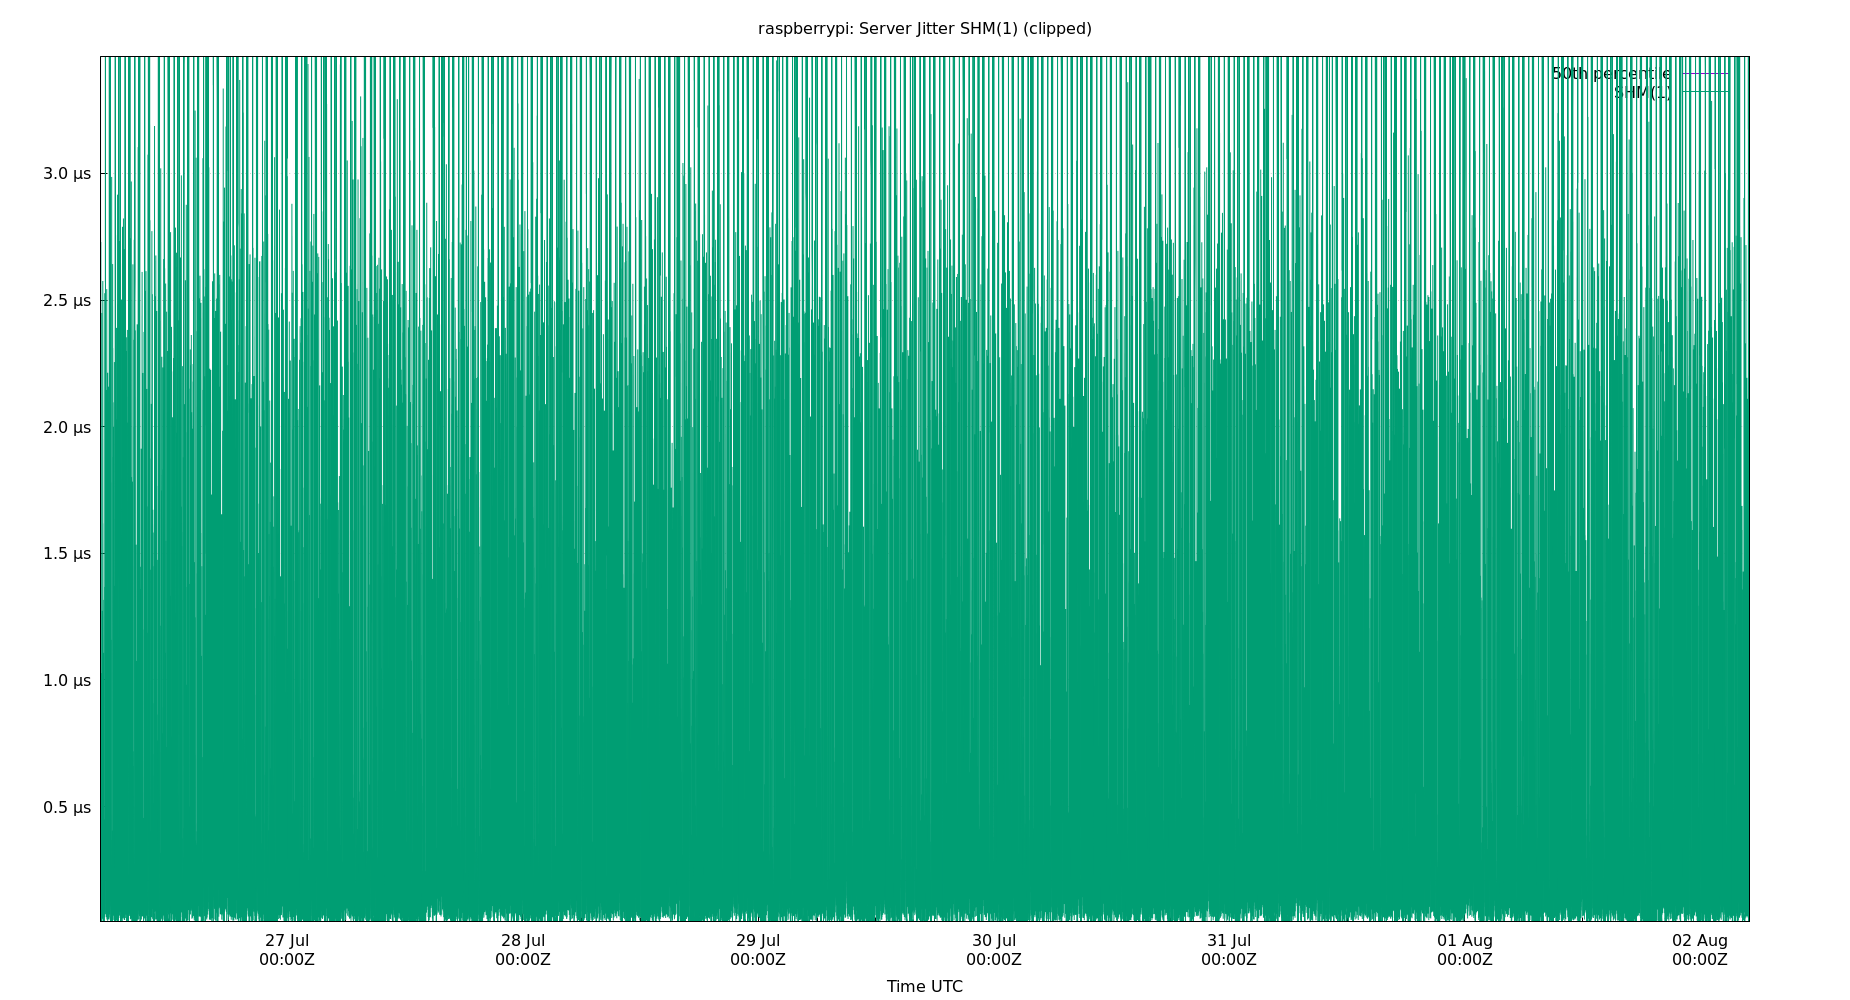 raspberrypi: Server Jitter SHM(1) (clipped)
50th percentile
SHM(1)
3.0 µs
2.5 µs
2.0 µs
1.5 µs
1.0 µs
0.5 µs
27 Jul 28 Jul 29 Jul 30 Jul 31 Jul 01 Aug 02 Aug
00:00Z 00:00Z 00:00Z 00:00Z 00:00Z 00:00Z 00:00Z
Time UTC